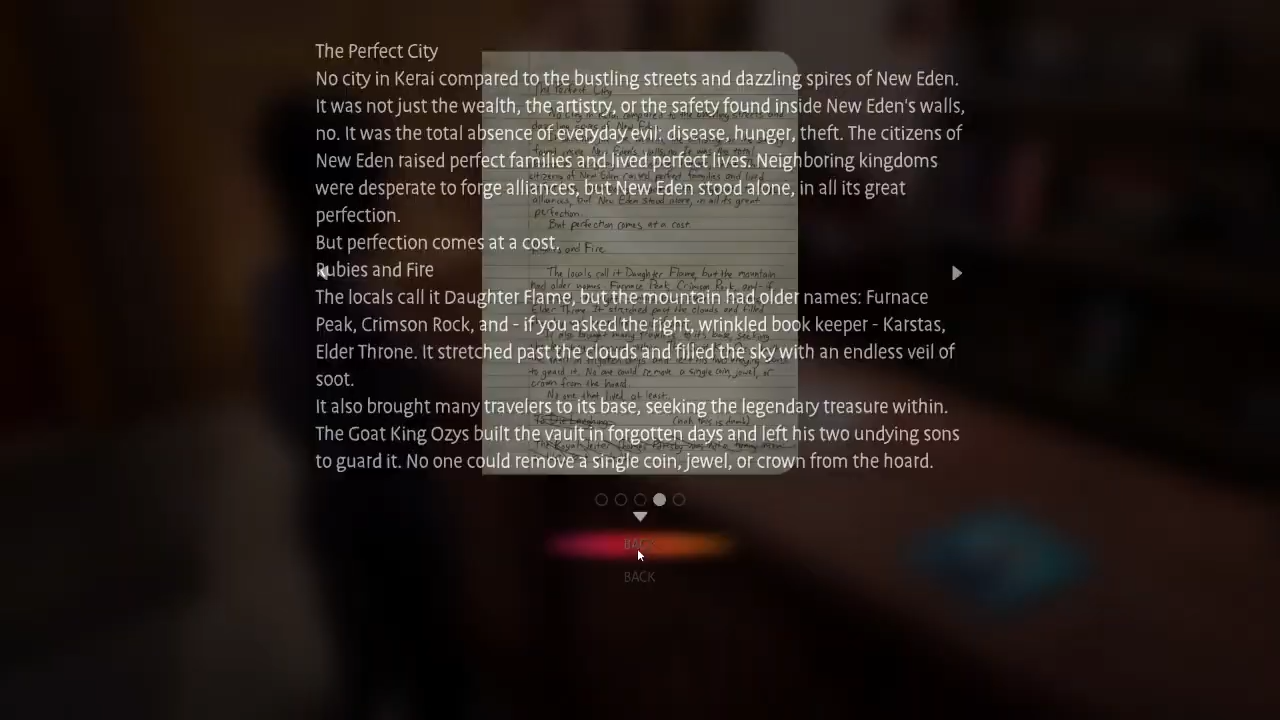 The Perfect City
No city in Kerai compared to the bustling streets and dazzling spires of New Eden.
It was not just the wealth, the artistry, or the safety found inside New Eden's walls,
no. It was the total absence of everyday evil: disease, hunger, theft. The citizens of
New Eden raised perfect families and lived perfect lives. Neighboring kingdoms
were desperate to forge alliances, but New Eden stood alone, in all its great
perfection.
But perfection comes at a cost.
Rubies and Fire
The locals call it Daughter Flame, but the mountain had older names: Furnace
Peak, Crimson Rock, and - if you asked the right, wrinkled book keeper - Karstas,
Elder Throne. It stretched past the clouds and filled the sky with an endless veil of
soot.
It also brought many travelers to its base, seeking the legendary treasure within.
The Goat King Ozys built the vault in forgotten days and left his two undying sons
to guard it. No one could remove a single coin, jewel, or crown from the hoard.
BACK
BACK